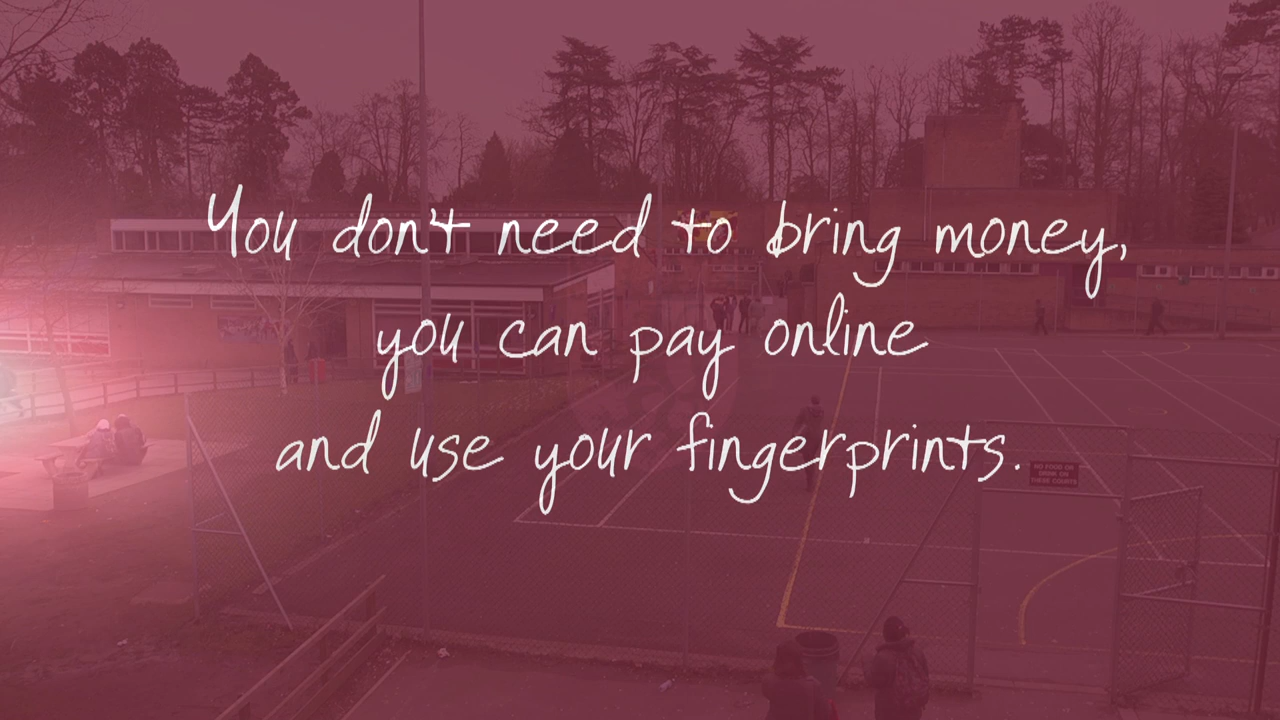 You don't need to bring money,
you can pay online
and use your fingerprints.
NO FOOD OR
DRINK ON
THESE COURTS